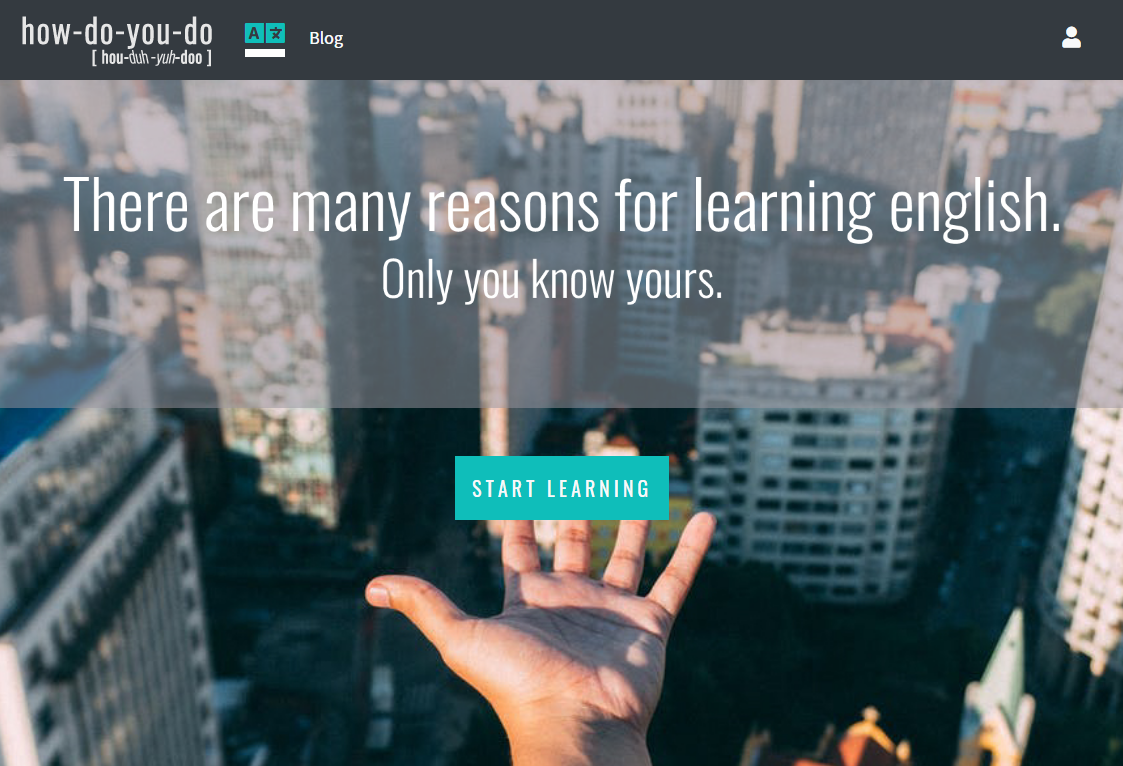 how-do-you-do
[ hou-duh-yuh-doo ]
A 文
Blog
There are many reasons for learning english.
Only you know yours.
START LEARNING